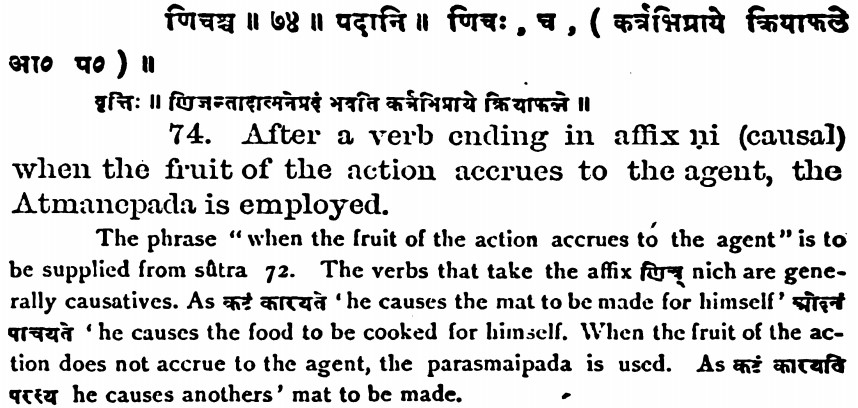 णिचश्च ॥ ७४ ॥ पदानि ॥ णिचः , च , ( कर्त्रभिप्राये क्रियाफले
आ० प० ) ॥
वृत्तिः ॥ णिजन्तादात्मनेपदं भवति कर्त्रभिप्राये क्रियाफले ॥
74. After a verb ending in affix ṇi (causal)
when the fruit of the action accrues to the agent, the
Atmanepada is employed.
The phrase “when the fruit of the action accrues to the agent” is to
be supplied from sûtra 72. The verbs that take the affix णिच् nich are gene-
rally causatives. As कटं कारयते ‘he causes the mat to be made for himself’ ओदनं
पाचयते ‘he causes the food to be cooked for himself. When the fruit of the ac-
tion does not accrue to the agent, the parasmaipada is used. As कटं कारयति
परस्य he causes anothers’ mat to be made.